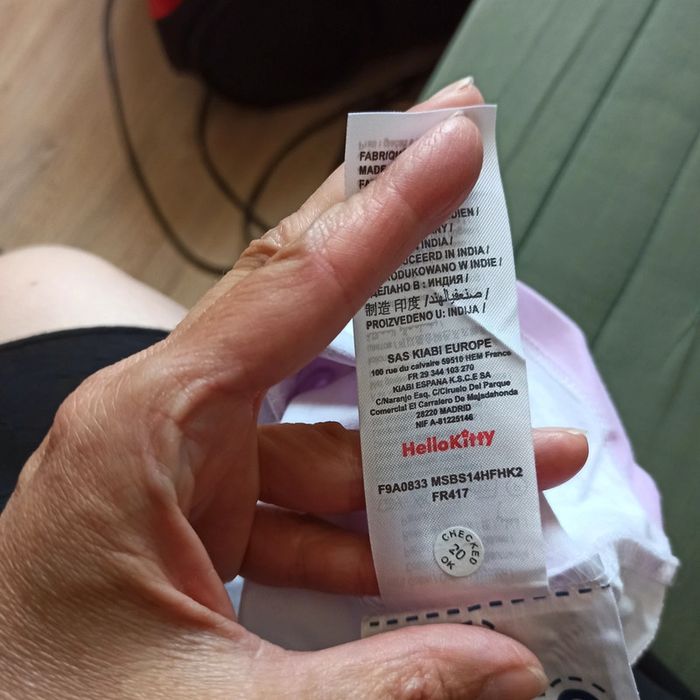 FABRIQU
MADE
FA
DIEN /
NY /
INDIA /
UCEERD IN INDIA /
ODUKOWANO W INDIE /
ДЕЛАНО В : ИНДИЯ /
制造 印度 / صنع في الهند /
PROIZVEDENO U: INDIJA /
SAS KIABI EUROPE
100 rue du calvaire 59510 HEM France
FR 29 344 103 270
KIABI ESPANA K.S.C.E SA
C/Naranjo Esq. C/Ciruelo Del Parque
Comercial El Carralero De Majadahonda
28220 MADRID
NIF A-81225146
HelloKitty
F9A0833 MSBS14HFHK2
FR417
CHECKED
20
OK